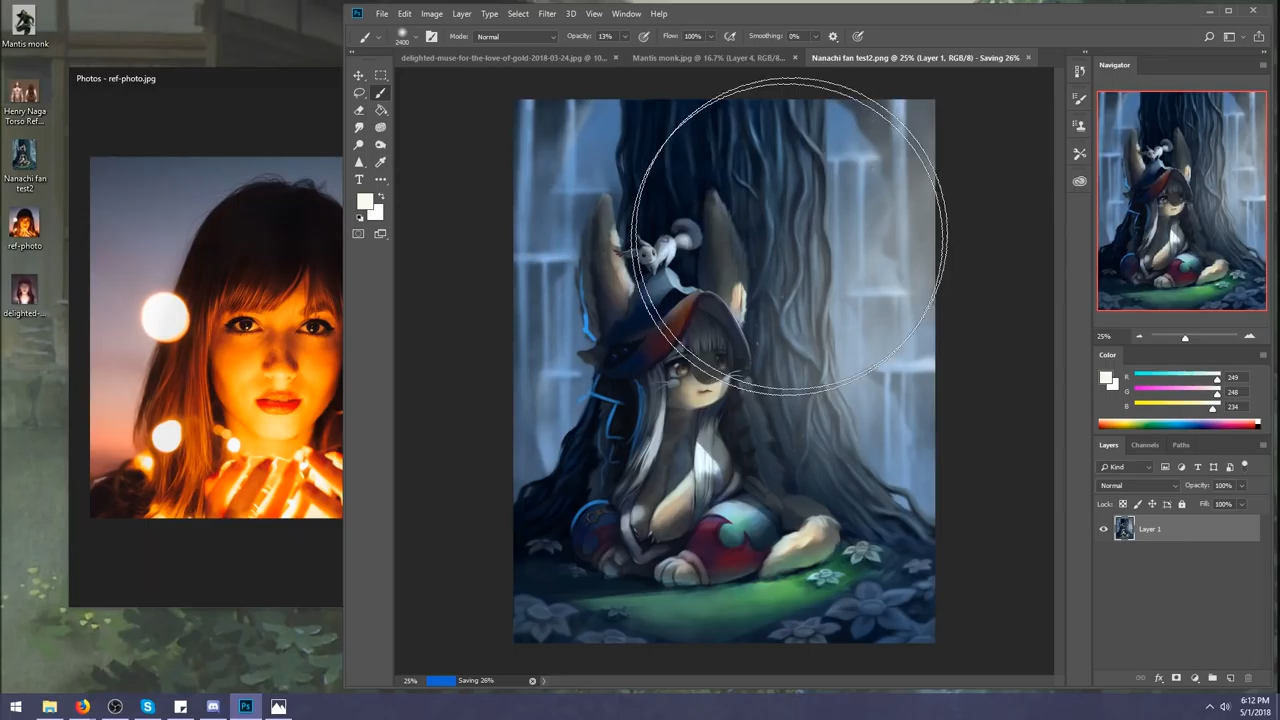 Mantis monk
Henry Naga
Torso Ref...
Nanachi fan
test2
ref-photo
delighted-...
Photos - ref-photo.jpg
Ps File Edit Image Layer Type Select Filter 3D View Window Help
2400 Mode: Normal Opacity: 13% Flow: 100% Smoothing: 0%
delighted-muse-for-the-love-of-gold-2018-03-24.jpg @ 10... × Mantis monk.jpg @ 16.7% (Layer 4, RGB/8... × Nanachi fan test2.png @ 25% (Layer 1, RGB/8) - Saving 26% ×
Navigator
25%
Color
R 249
G 248
B 234
Layers Channels Paths
Kind
Normal Opacity: 100%
Lock: Fill: 100%
Layer 1
fx
25% Saving 26%
Ps
6:12 PM
5/1/2018